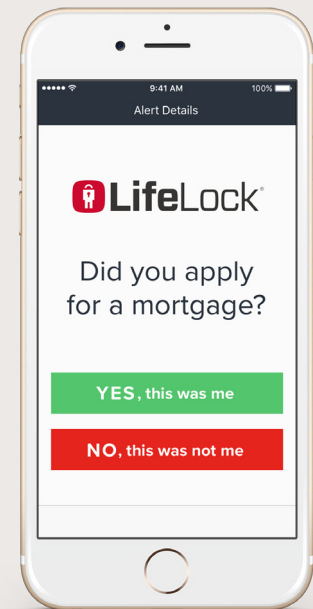 9:41 AM
100%
Alert Details
LifeLock
Did you apply
for a mortgage?
YES, this was me
NO, this was not me